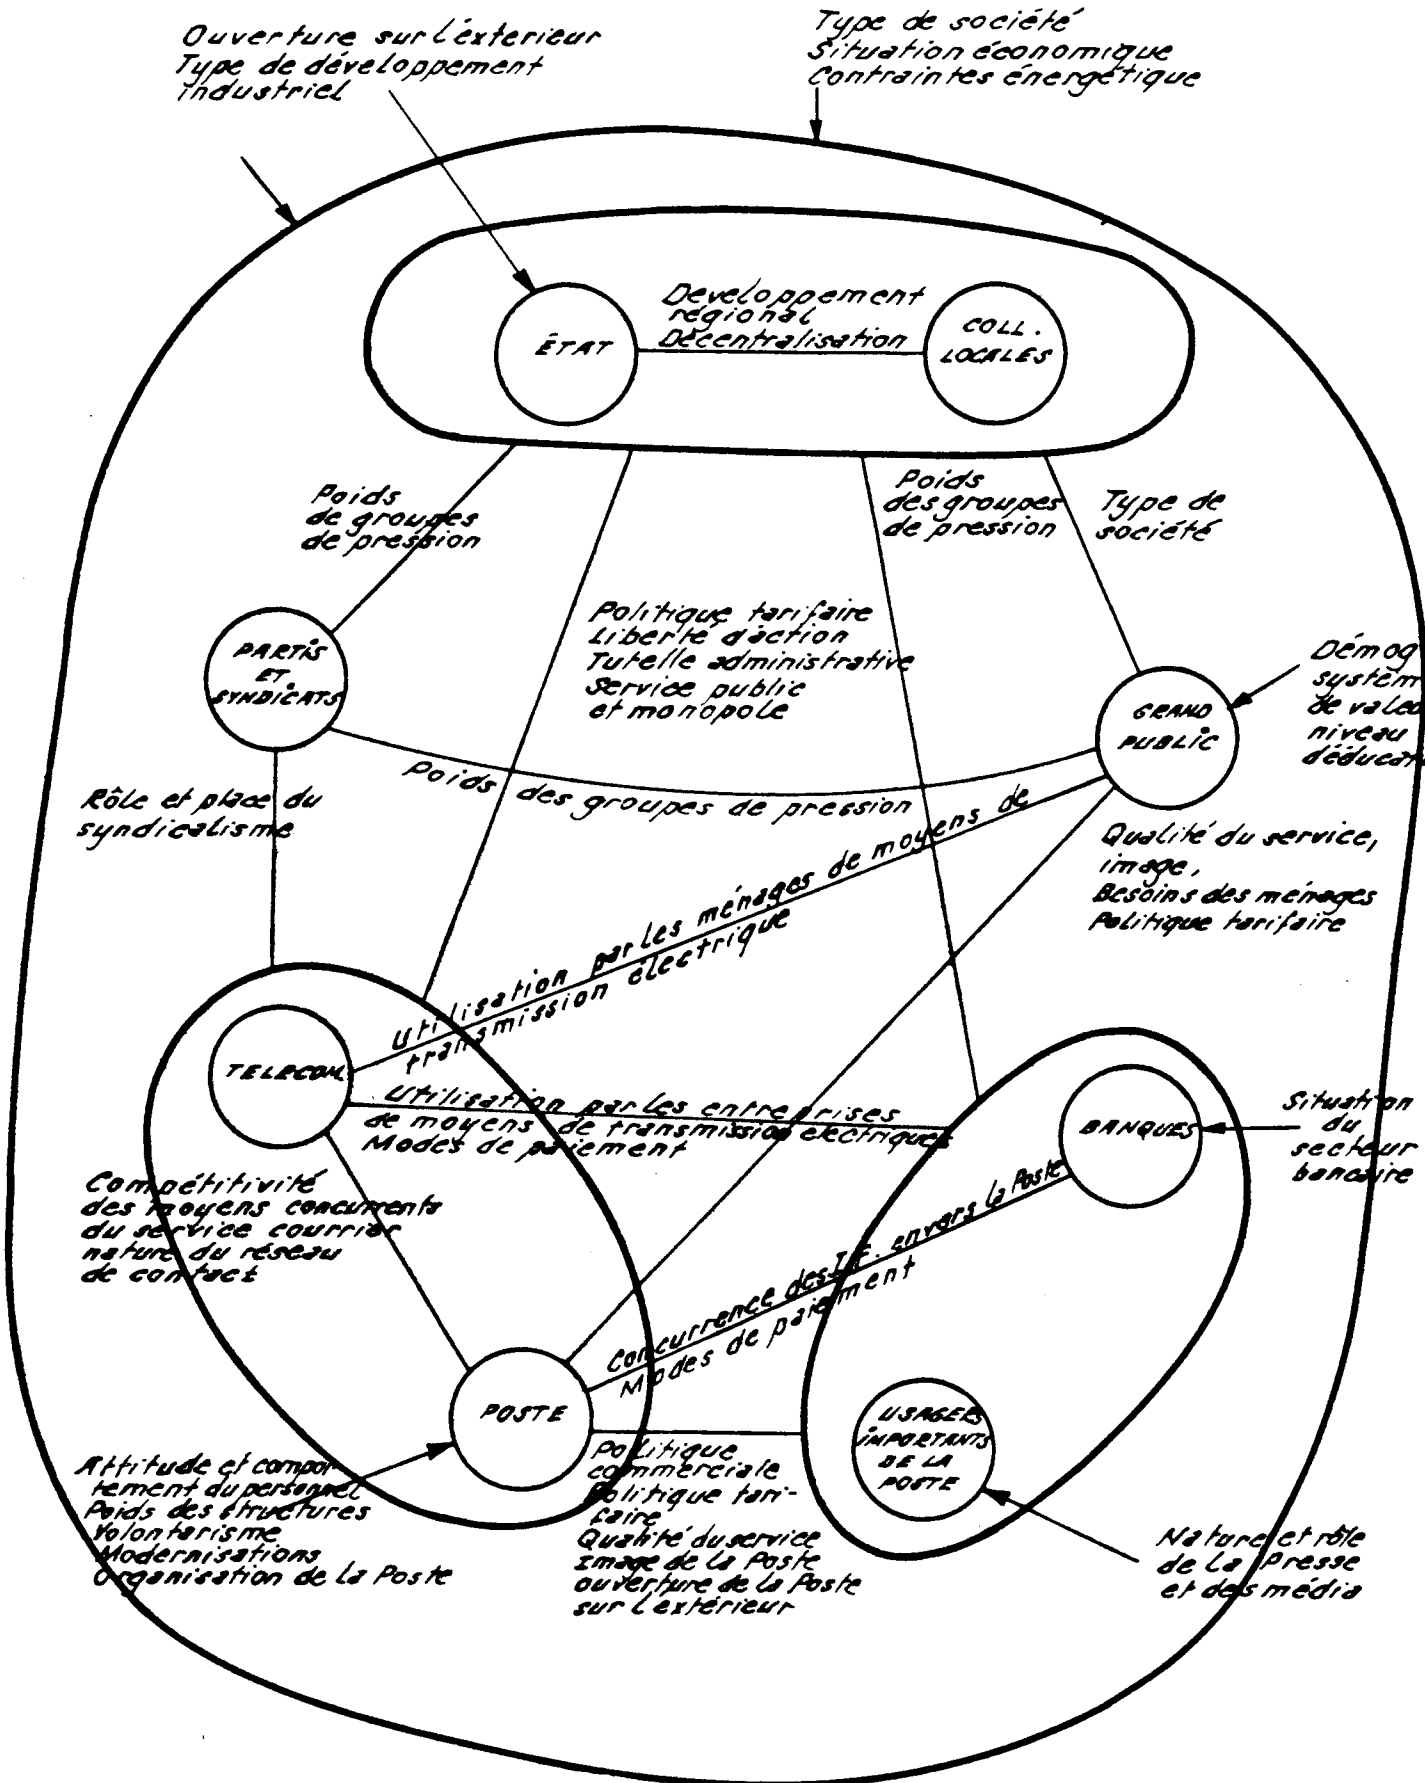 Ouverture sur l'éxterieur
Type de développement
industriel
Type de société
Situation économique
Contraintes énergétique
ÉTAT
Développement
régional
Décentralisation
COLL.
LOCALES
Poids
de groupes
de pression
Poids
des groupes
de pression
Type de
société
PARTIS
ET
SYNDICATS
Politique tarifaire
Liberté d'action
Tutelle administrative
Service public
et monopole
GRAND
PUBLIC
Démog
systèm
de vale
niveau
déducat
Poids des groupes de pression
Rôle et place du
syndicalisme
Qualité du service,
image,
Besoins des ménages
Politique tarifaire
Utilisation par les ménages de moyens de
transmission électrique
TELECOM.
Utilisation par les entreprises
de moyens de transmission électriques
Modes de paiement
BANQUES
Situation
du
secteur
bancaire
Compétitivité
des moyens concurrents
du service courrier
nature du réseau
de contact
Concurrence des I.F. envers la Poste
Modes de paiement
POSTE
USAGERS
IMPORTANTS
DE LA
POSTE
Attitude et compor-
tement du personnel
Poids des structures
Volontarisme
Modernisations
Organisation de la Poste
Politique
commerciale
Politique tari-
faire
Qualité du service
Image de la Poste
ouverture de la Poste
sur l'extérieur
Nature et rôle
de la Presse
et des média